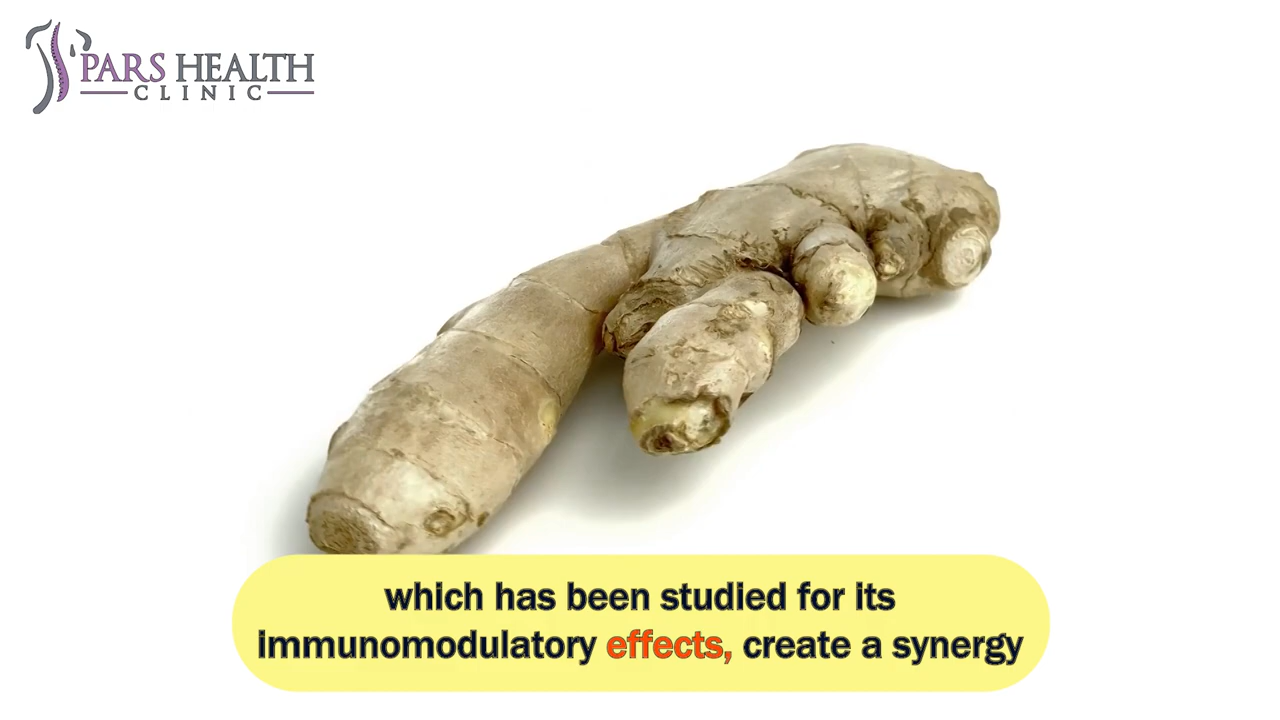 PARS HEALTH
CLINIC
which has been studied for its
immunomodulatory effects, create a synergy